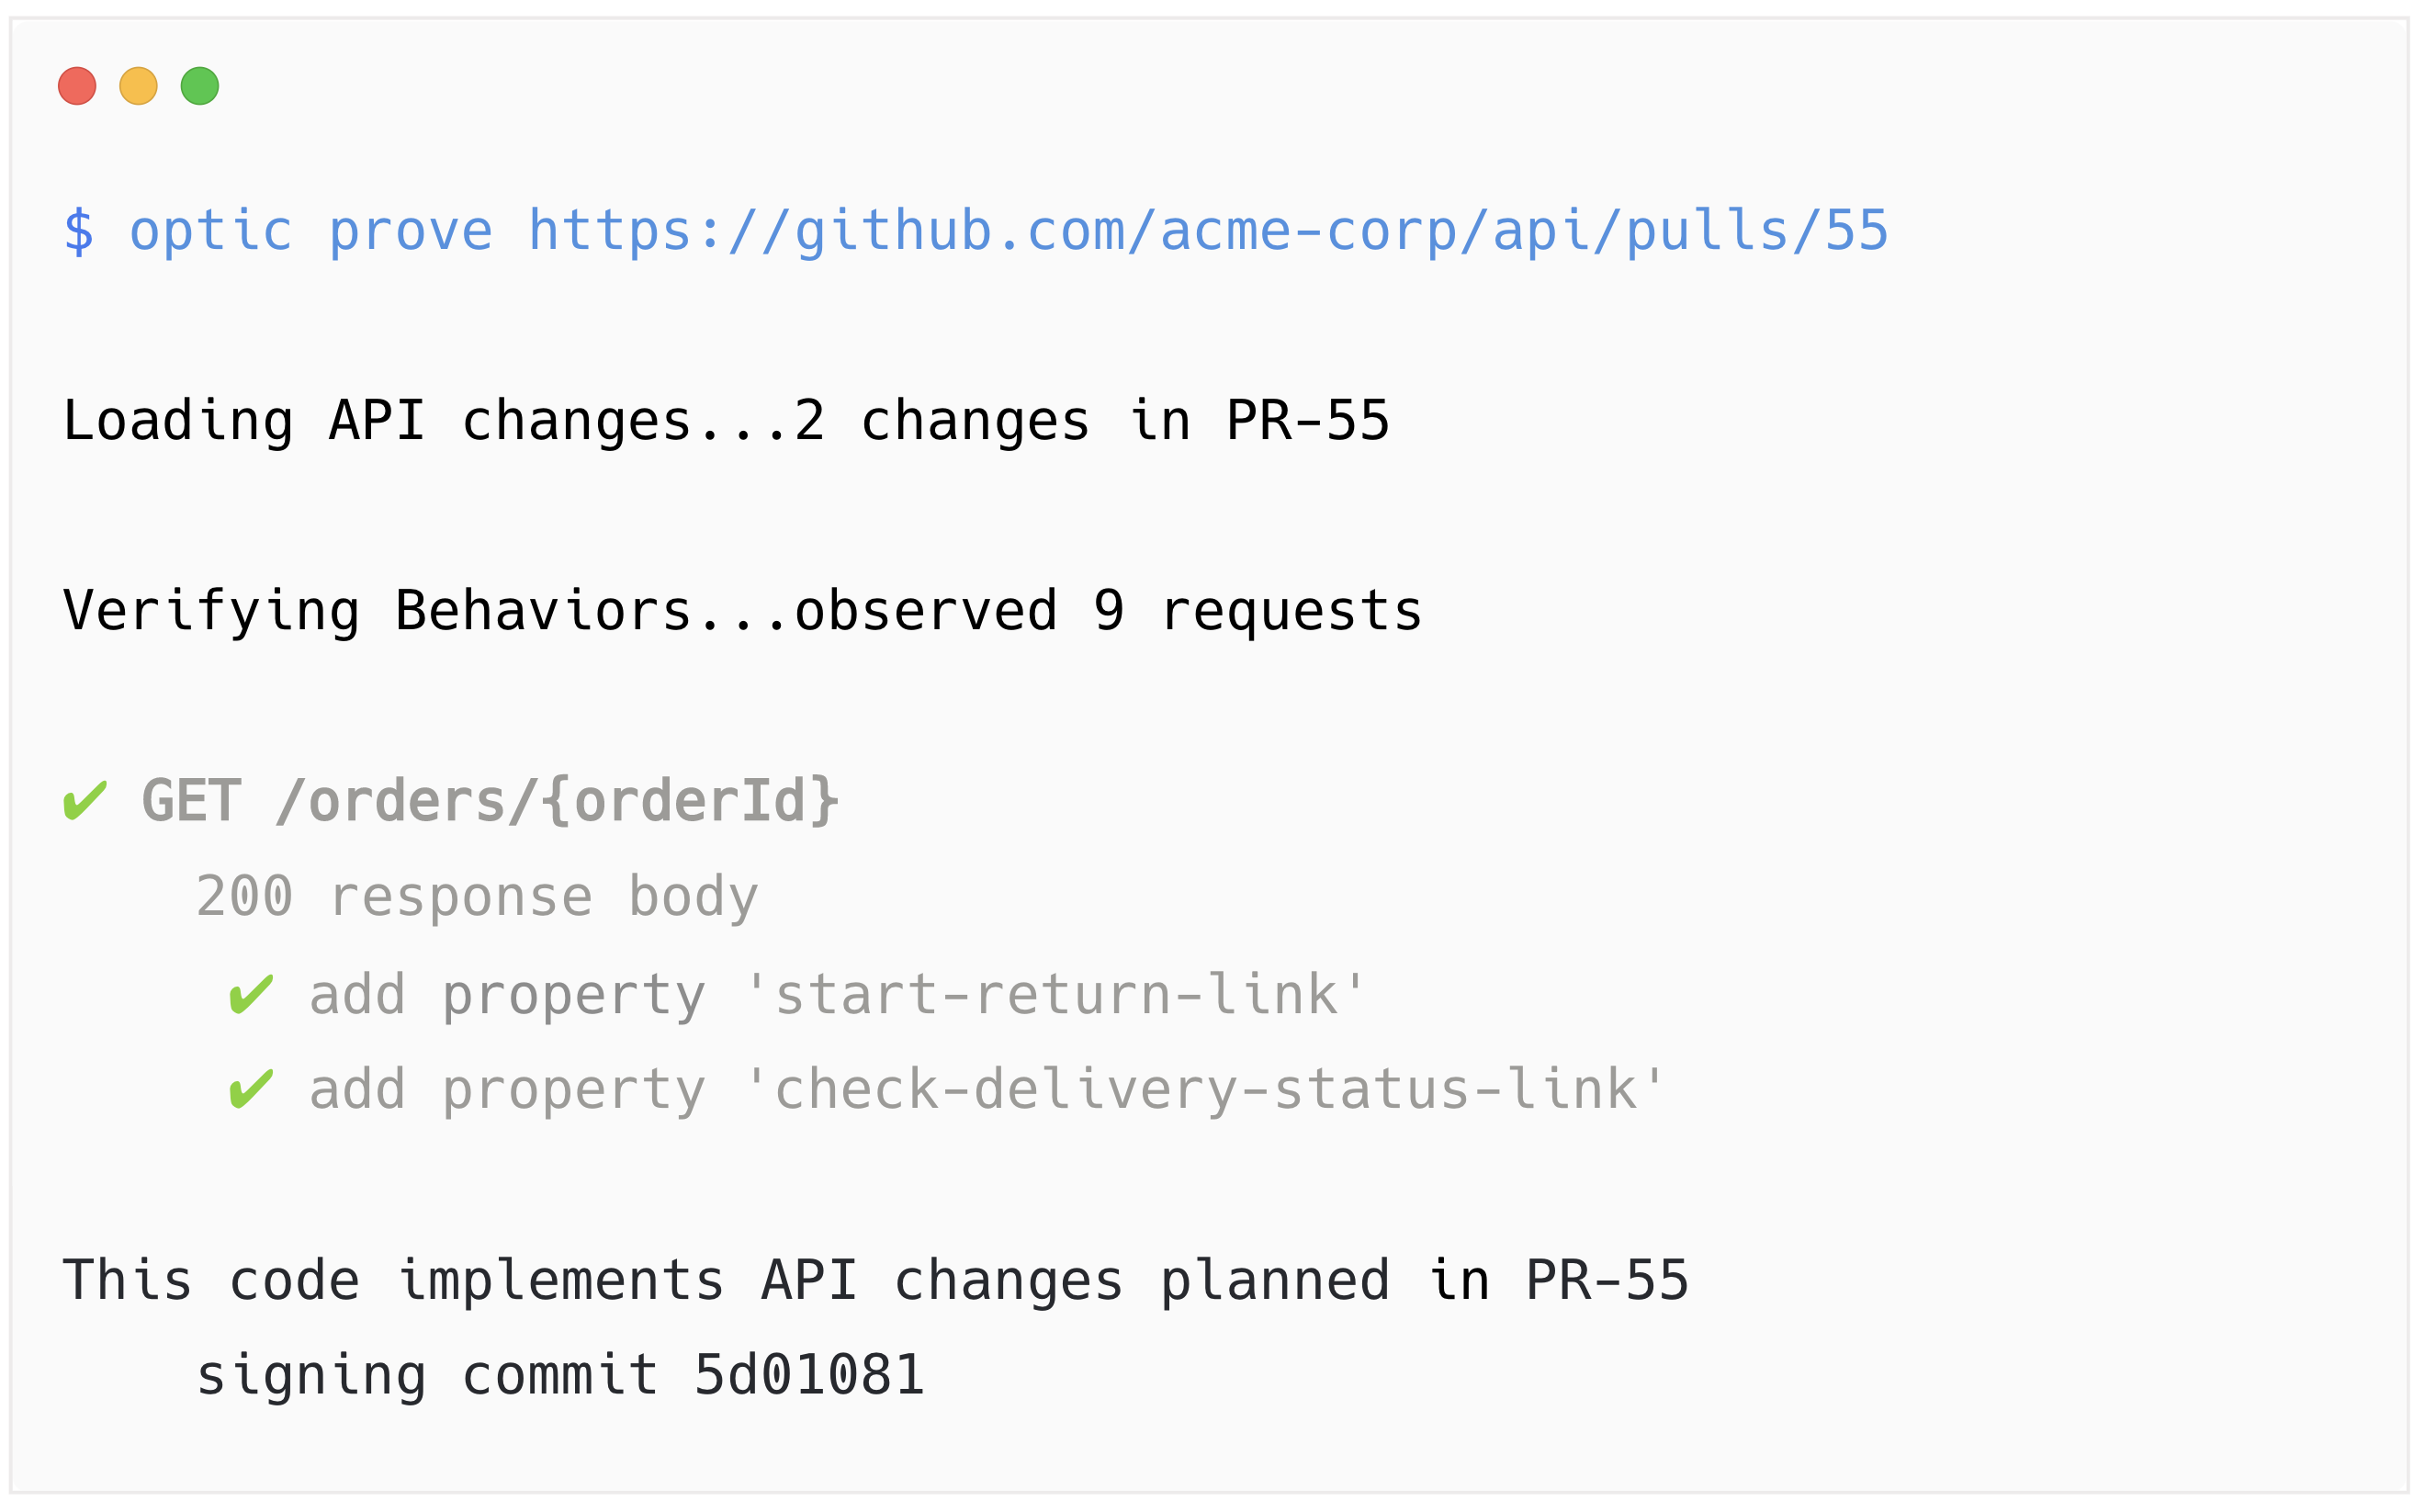 $ optic prove https://github.com/acme-corp/api/pulls/55
Loading API changes...2 changes in PR-55
Verifying Behaviors...observed 9 requests
✔ GET /orders/{orderId}
200 response body
✔ add property 'start-return-link'
✔ add property 'check-delivery-status-link'
This code implements API changes planned in PR-55
signing commit 5d01081